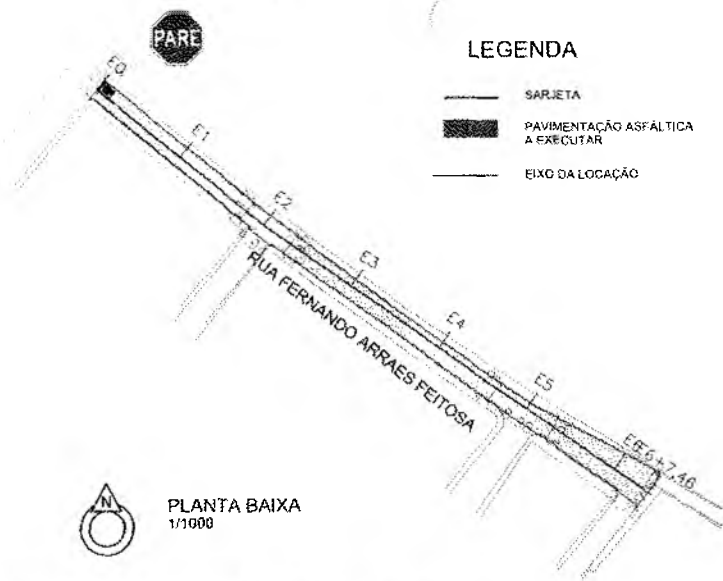 PARE
LEGENDA
SARJETA
PAVIMENTAÇÃO ASFÁLTICA
A EXECUTAR
EIXO DA LOCAÇÃO
E0
E1
E2
E3
E4
E5
E6
E6+7.46
RUA FERNANDO ARRAES FEITOSA
N
PLANTA BAIXA
1/1000